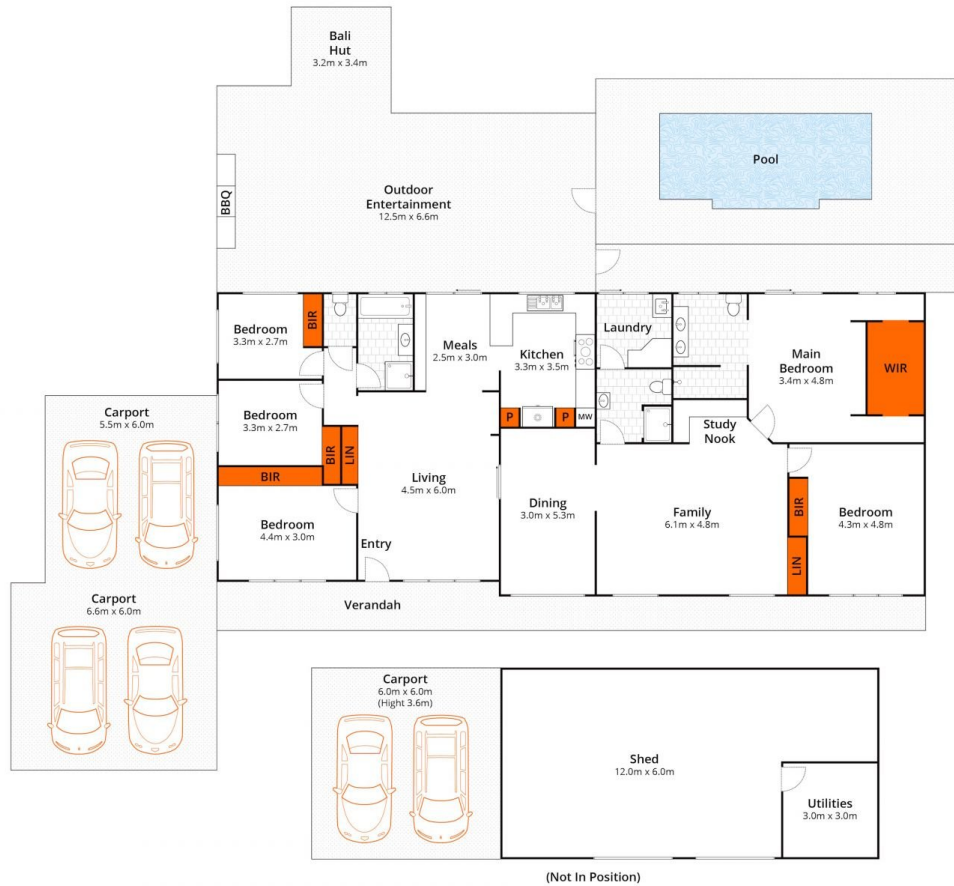 Bali
Hut
3.2m x 3.4m
Pool
BBQ
Outdoor
Entertainment
12.5m x 6.6m
Bedroom
3.3m x 2.7m
BIR
Meals
2.5m x 3.0m
Kitchen
3.3m x 3.5m
Laundry
Main
Bedroom
3.4m x 4.8m
WIR
P
P
MW
Study
Nook
Carport
5.5m x 6.0m
Bedroom
3.3m x 2.7m
BIR
LIN
BIR
Living
4.5m x 6.0m
Dining
3.0m x 5.3m
Family
6.1m x 4.8m
BIR
Bedroom
4.3m x 4.8m
Bedroom
4.4m x 3.0m
Entry
LIN
Carport
6.6m x 6.0m
Verandah
Carport
6.0m x 6.0m
(Hight 3.6m)
Shed
12.0m x 6.0m
Utilities
3.0m x 3.0m
(Not In Position)